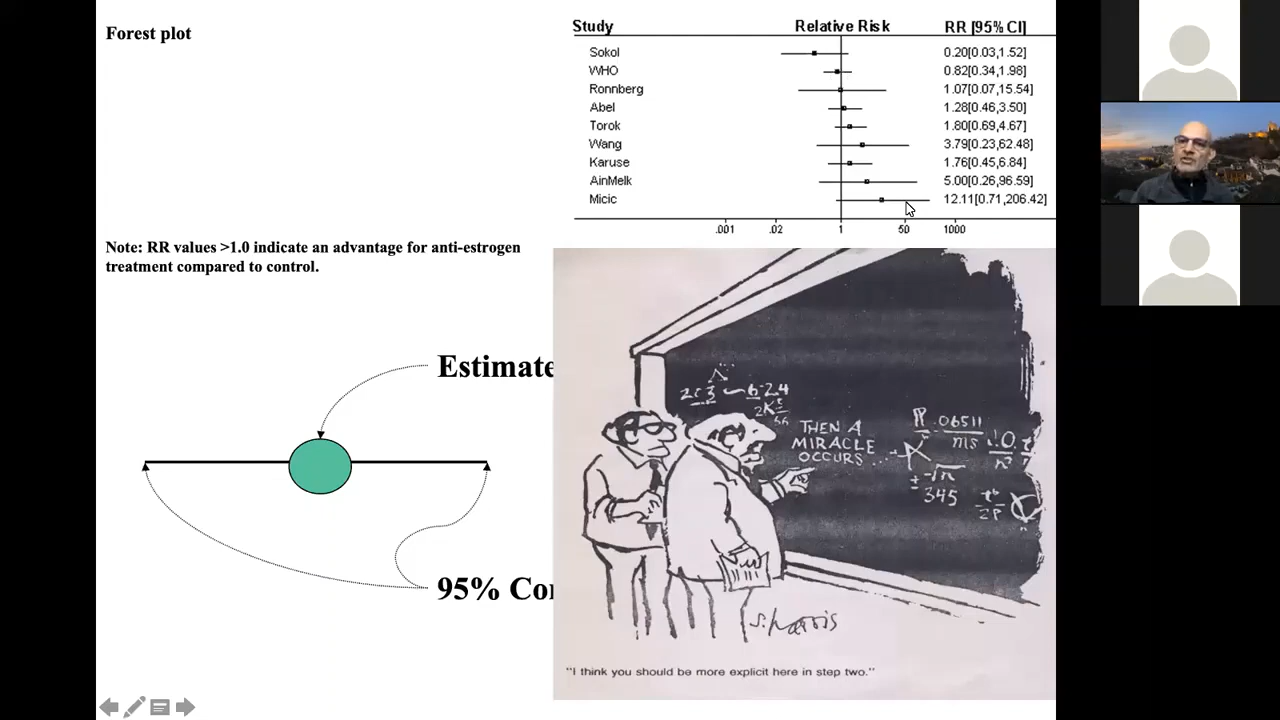 Forest plot
Study Relative Risk RR [95% CI]
Sokol 0.20[0.03,1.52]
WHO 0.82[0.34,1.98]
Ronnberg 1.07[0.07,15.54]
Abel 1.28[0.46,3.50]
Torok 1.80[0.69,4.67]
Wang 3.79[0.23,62.48]
Karuse 1.76[0.45,6.84]
AinMelk 5.00[0.26,96.59]
Micic 12.11[0.71,206.42]
.001 .02 1 50 1000
Note: RR values >1.0 indicate an advantage for anti-estrogen
treatment compared to control.
Estimate
95% Co
THEN A
MIRACLE
OCCURS...
.06511
ms
345
S. Harris
"I think you should be more explicit here in step two."